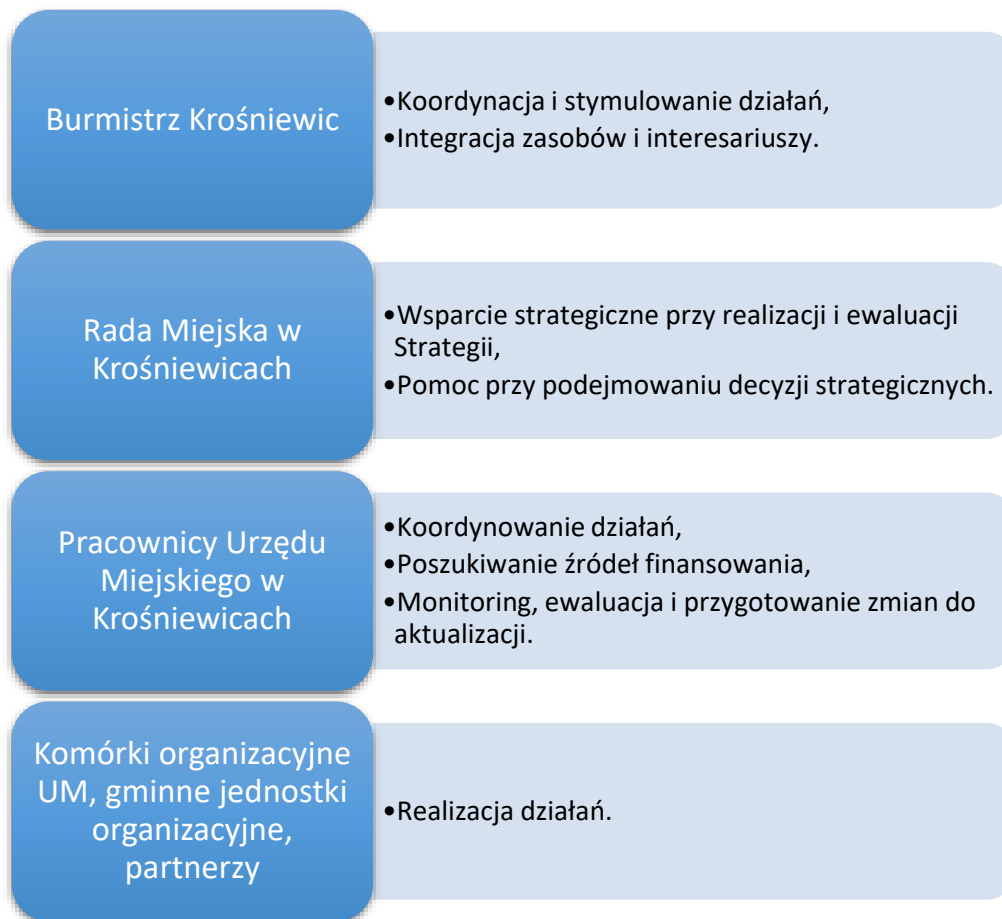 Burmistrz Krośniewic
•Koordynacja i stymulowanie działań,
•Integracja zasobów i interesariuszy.
Rada Miejska w
Krośniewicach
•Wsparcie strategiczne przy realizacji i ewaluacji
Strategii,
•Pomoc przy podejmowaniu decyzji strategicznych.
Pracownicy Urzędu
Miejskiego w
Krośniewicach
•Koordynowanie działań,
•Poszukiwanie źródeł finansowania,
•Monitoring, ewaluacja i przygotowanie zmian do
aktualizacji.
Komórki organizacyjne
UM, gminne jednostki
organizacyjne,
partnerzy
•Realizacja działań.